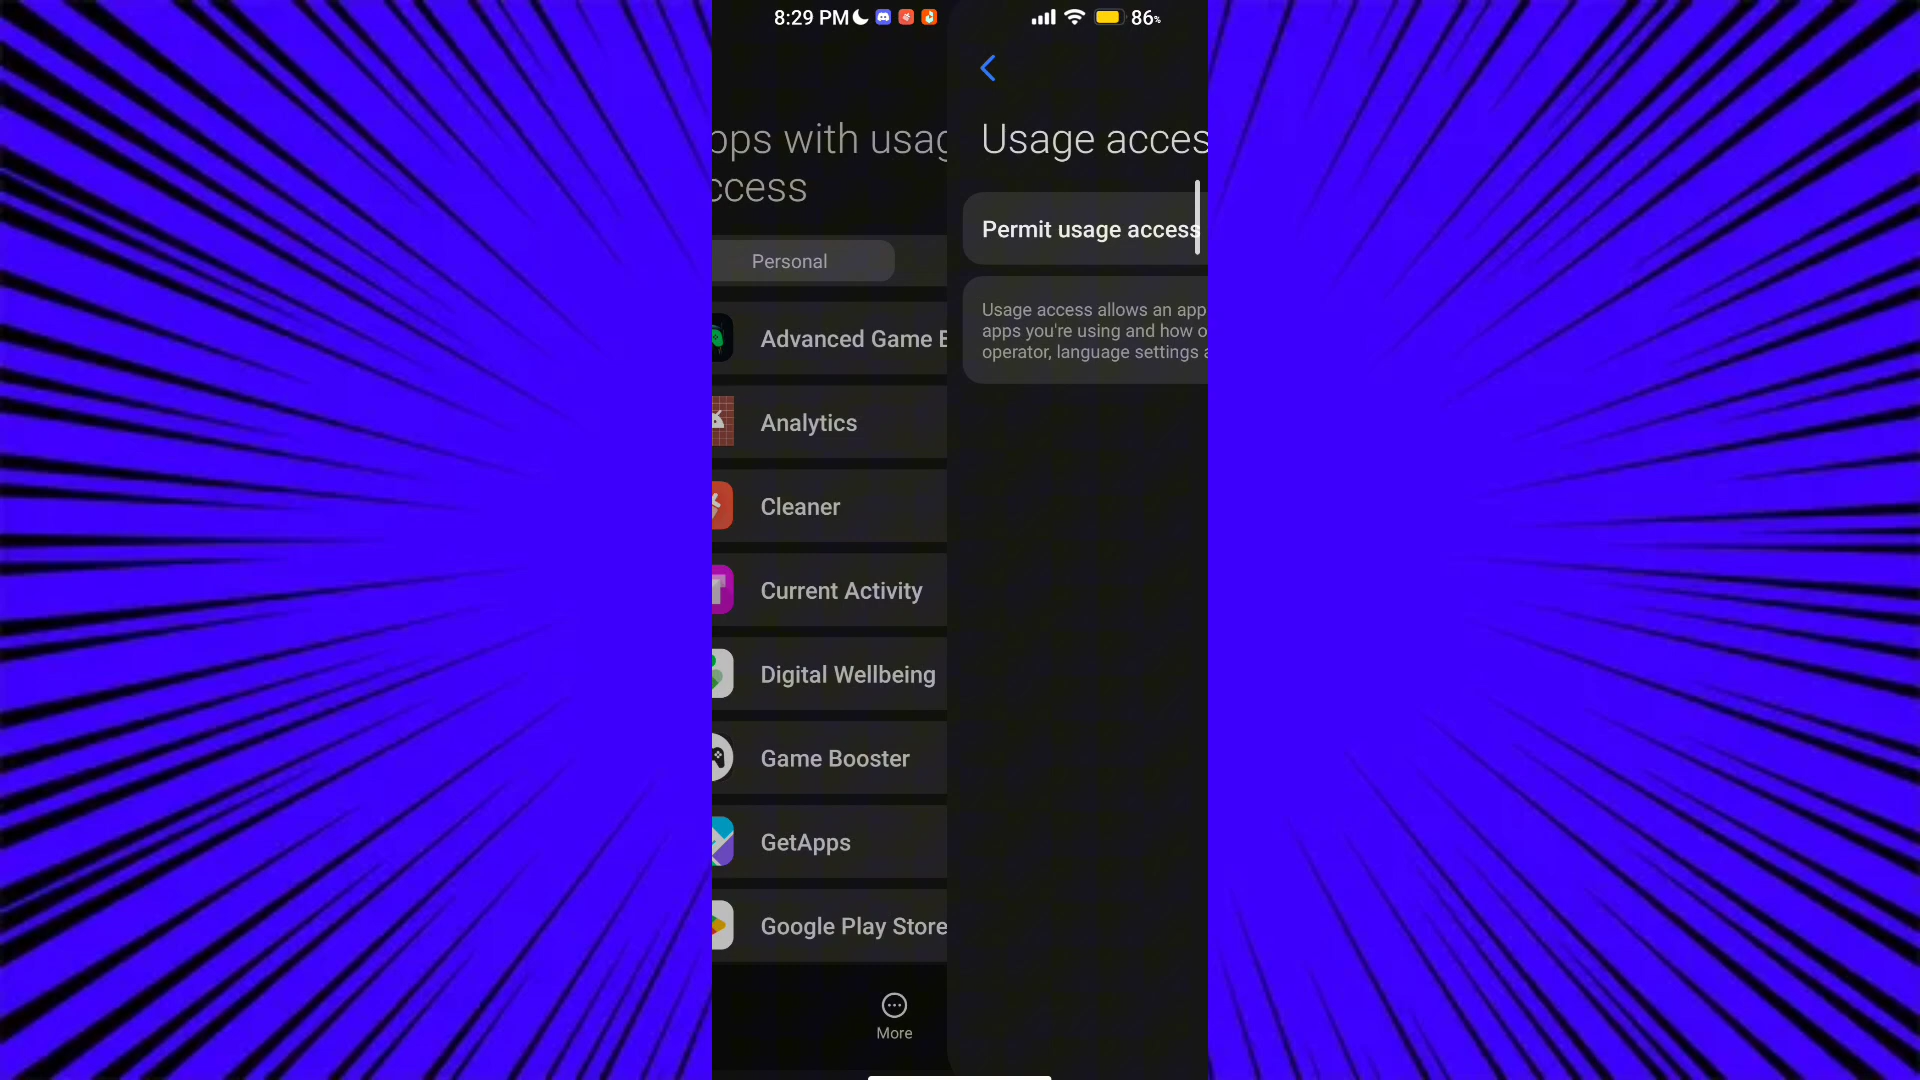 8:29 PM
86%
pps with usag
ccess
Personal
Advanced Game B
Analytics
Cleaner
Current Activity
Digital Wellbeing
Game Booster
GetApps
Google Play Store
More
Usage acces
Permit usage access
Usage access allows an app
apps you're using and how o
operator, language settings a